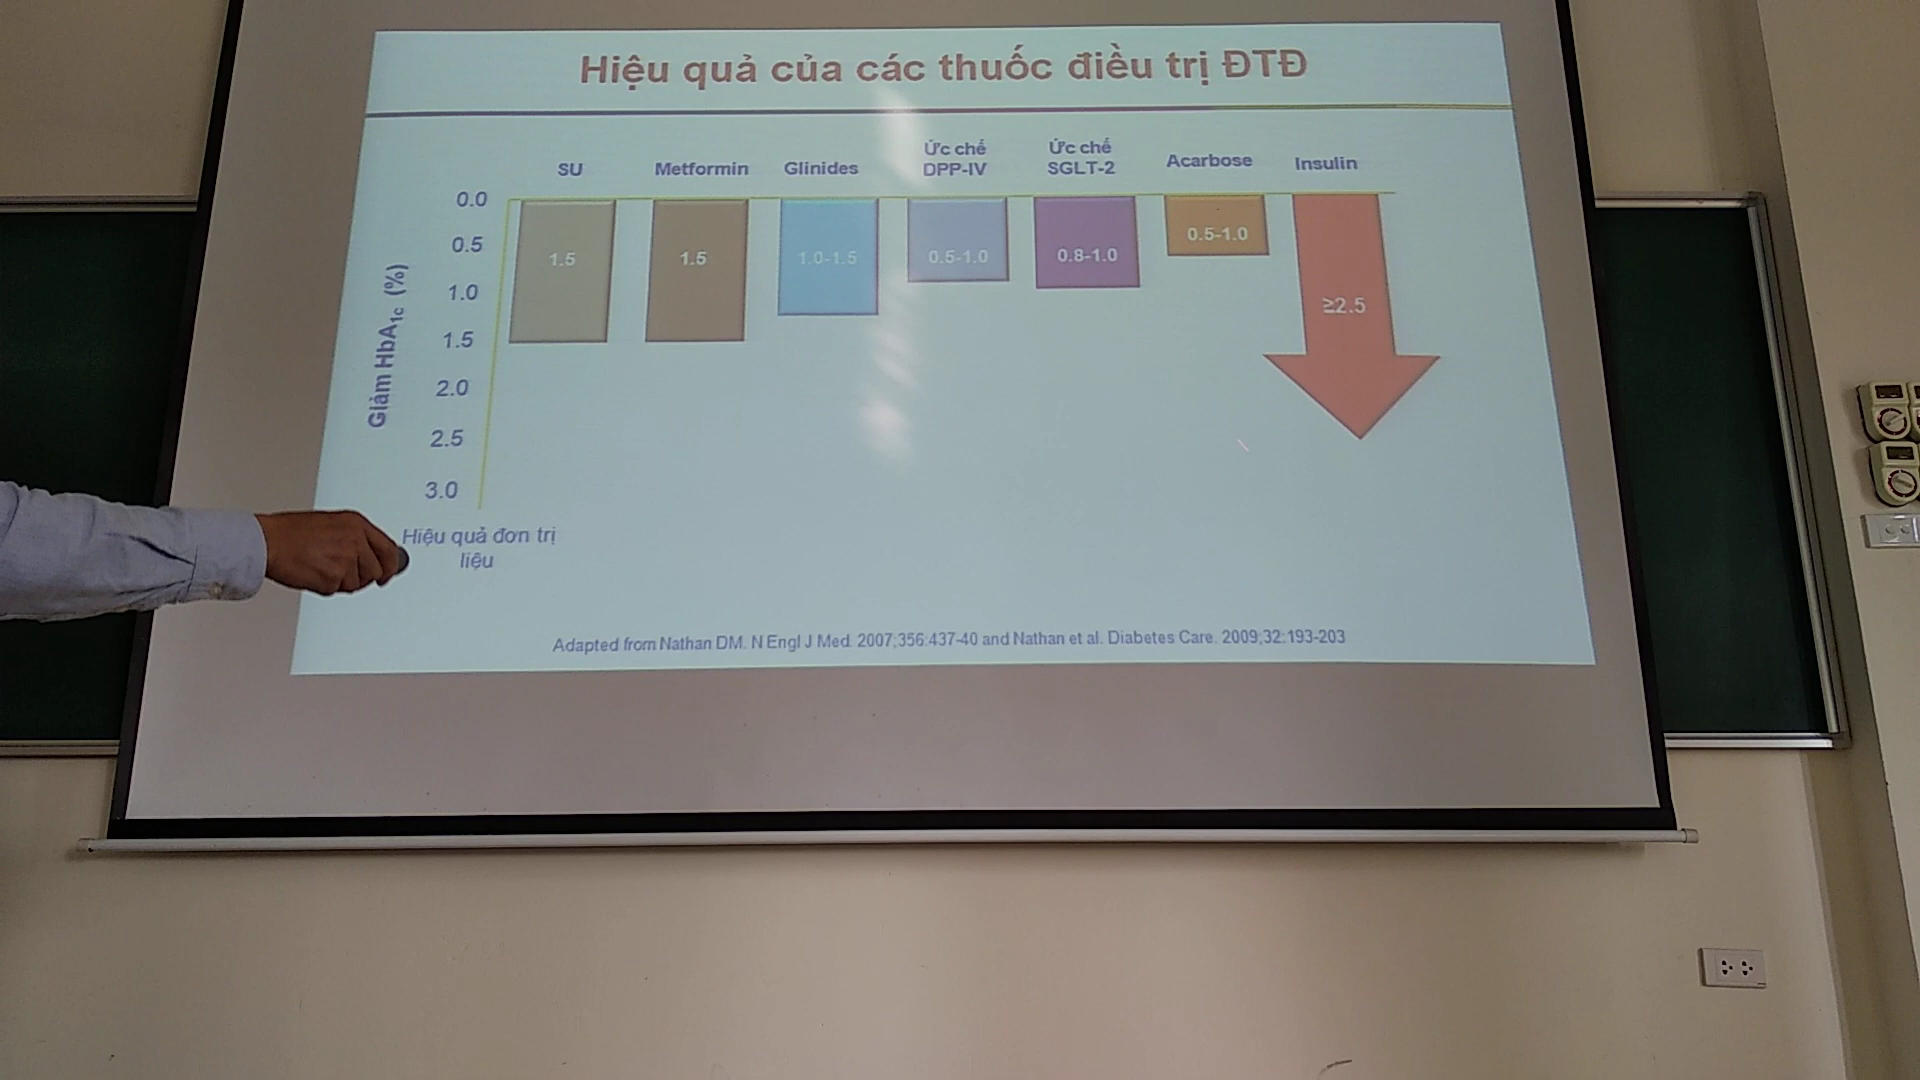 Hiệu quả của các thuốc điều trị ĐTĐ
SU
Metformin
Glinides
Ức chế
DPP-IV
Ức chế
SGLT-2
Acarbose
Insulin
Giảm HbA1c (%)
0.0
0.5
1.0
1.5
2.0
2.5
3.0
1.5
1.5
1.0-1.5
0.5-1.0
0.8-1.0
0.5-1.0
≥2.5
Hiệu quả đơn trị
liệu
Adapted from Nathan DM. N Engl J Med. 2007;356:437-40 and Nathan et al. Diabetes Care. 2009;32:193-203